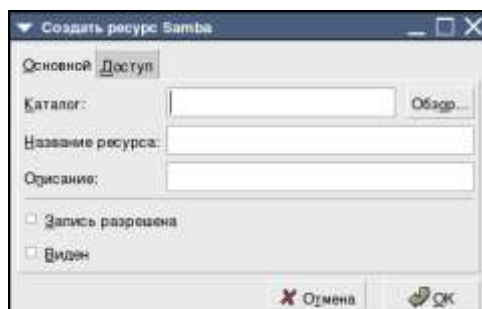 Создать ресурс Samba
Основной Доступ
Каталог: Обзор...
Название ресурса:
Описание:
Запись разрешена
Виден
Отмена OK